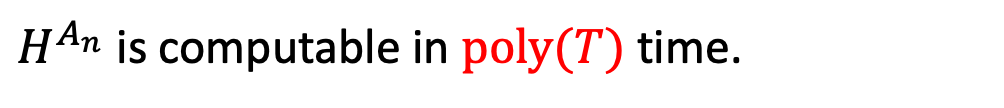 $H^{A_n}$ is computable in poly($T$) time.